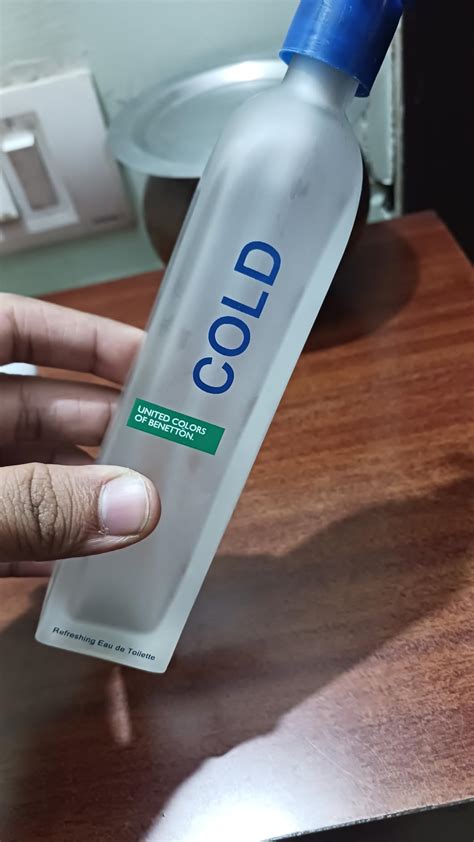 COLD
UNITED COLORS
OF BENETTON.
Refreshing Eau de Toilette